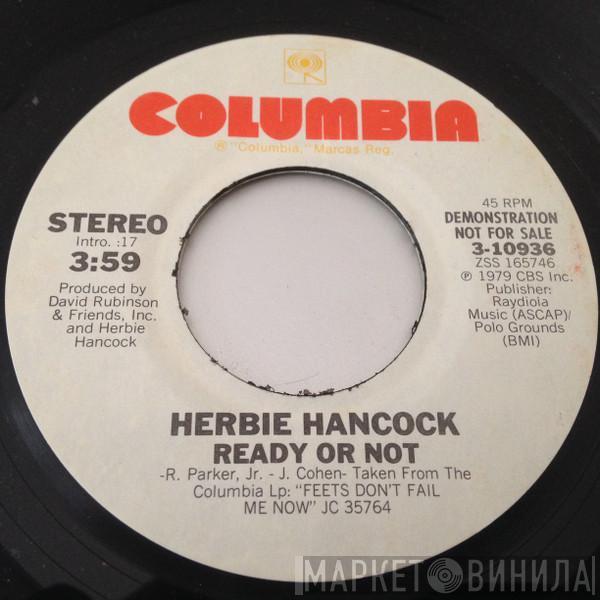 COLUMBIA
® "Columbia," Marcas Reg.
STEREO
Intro. :17
3:59
Produced by
David Rubinson
& Friends, Inc.
and Herbie
Hancock
45 RPM
DEMONSTRATION
NOT FOR SALE
3-10936
ZSS 165746
℗ 1979 CBS Inc.
Publisher:
Raydiola
Music (ASCAP)/
Polo Grounds
(BMI)
HERBIE HANCOCK
READY OR NOT
-R. Parker, Jr. - J. Cohen- Taken From The
Columbia Lp: "FEETS DON'T FAIL
ME NOW" JC 35764
МАРКЕТ ВИНИЛА